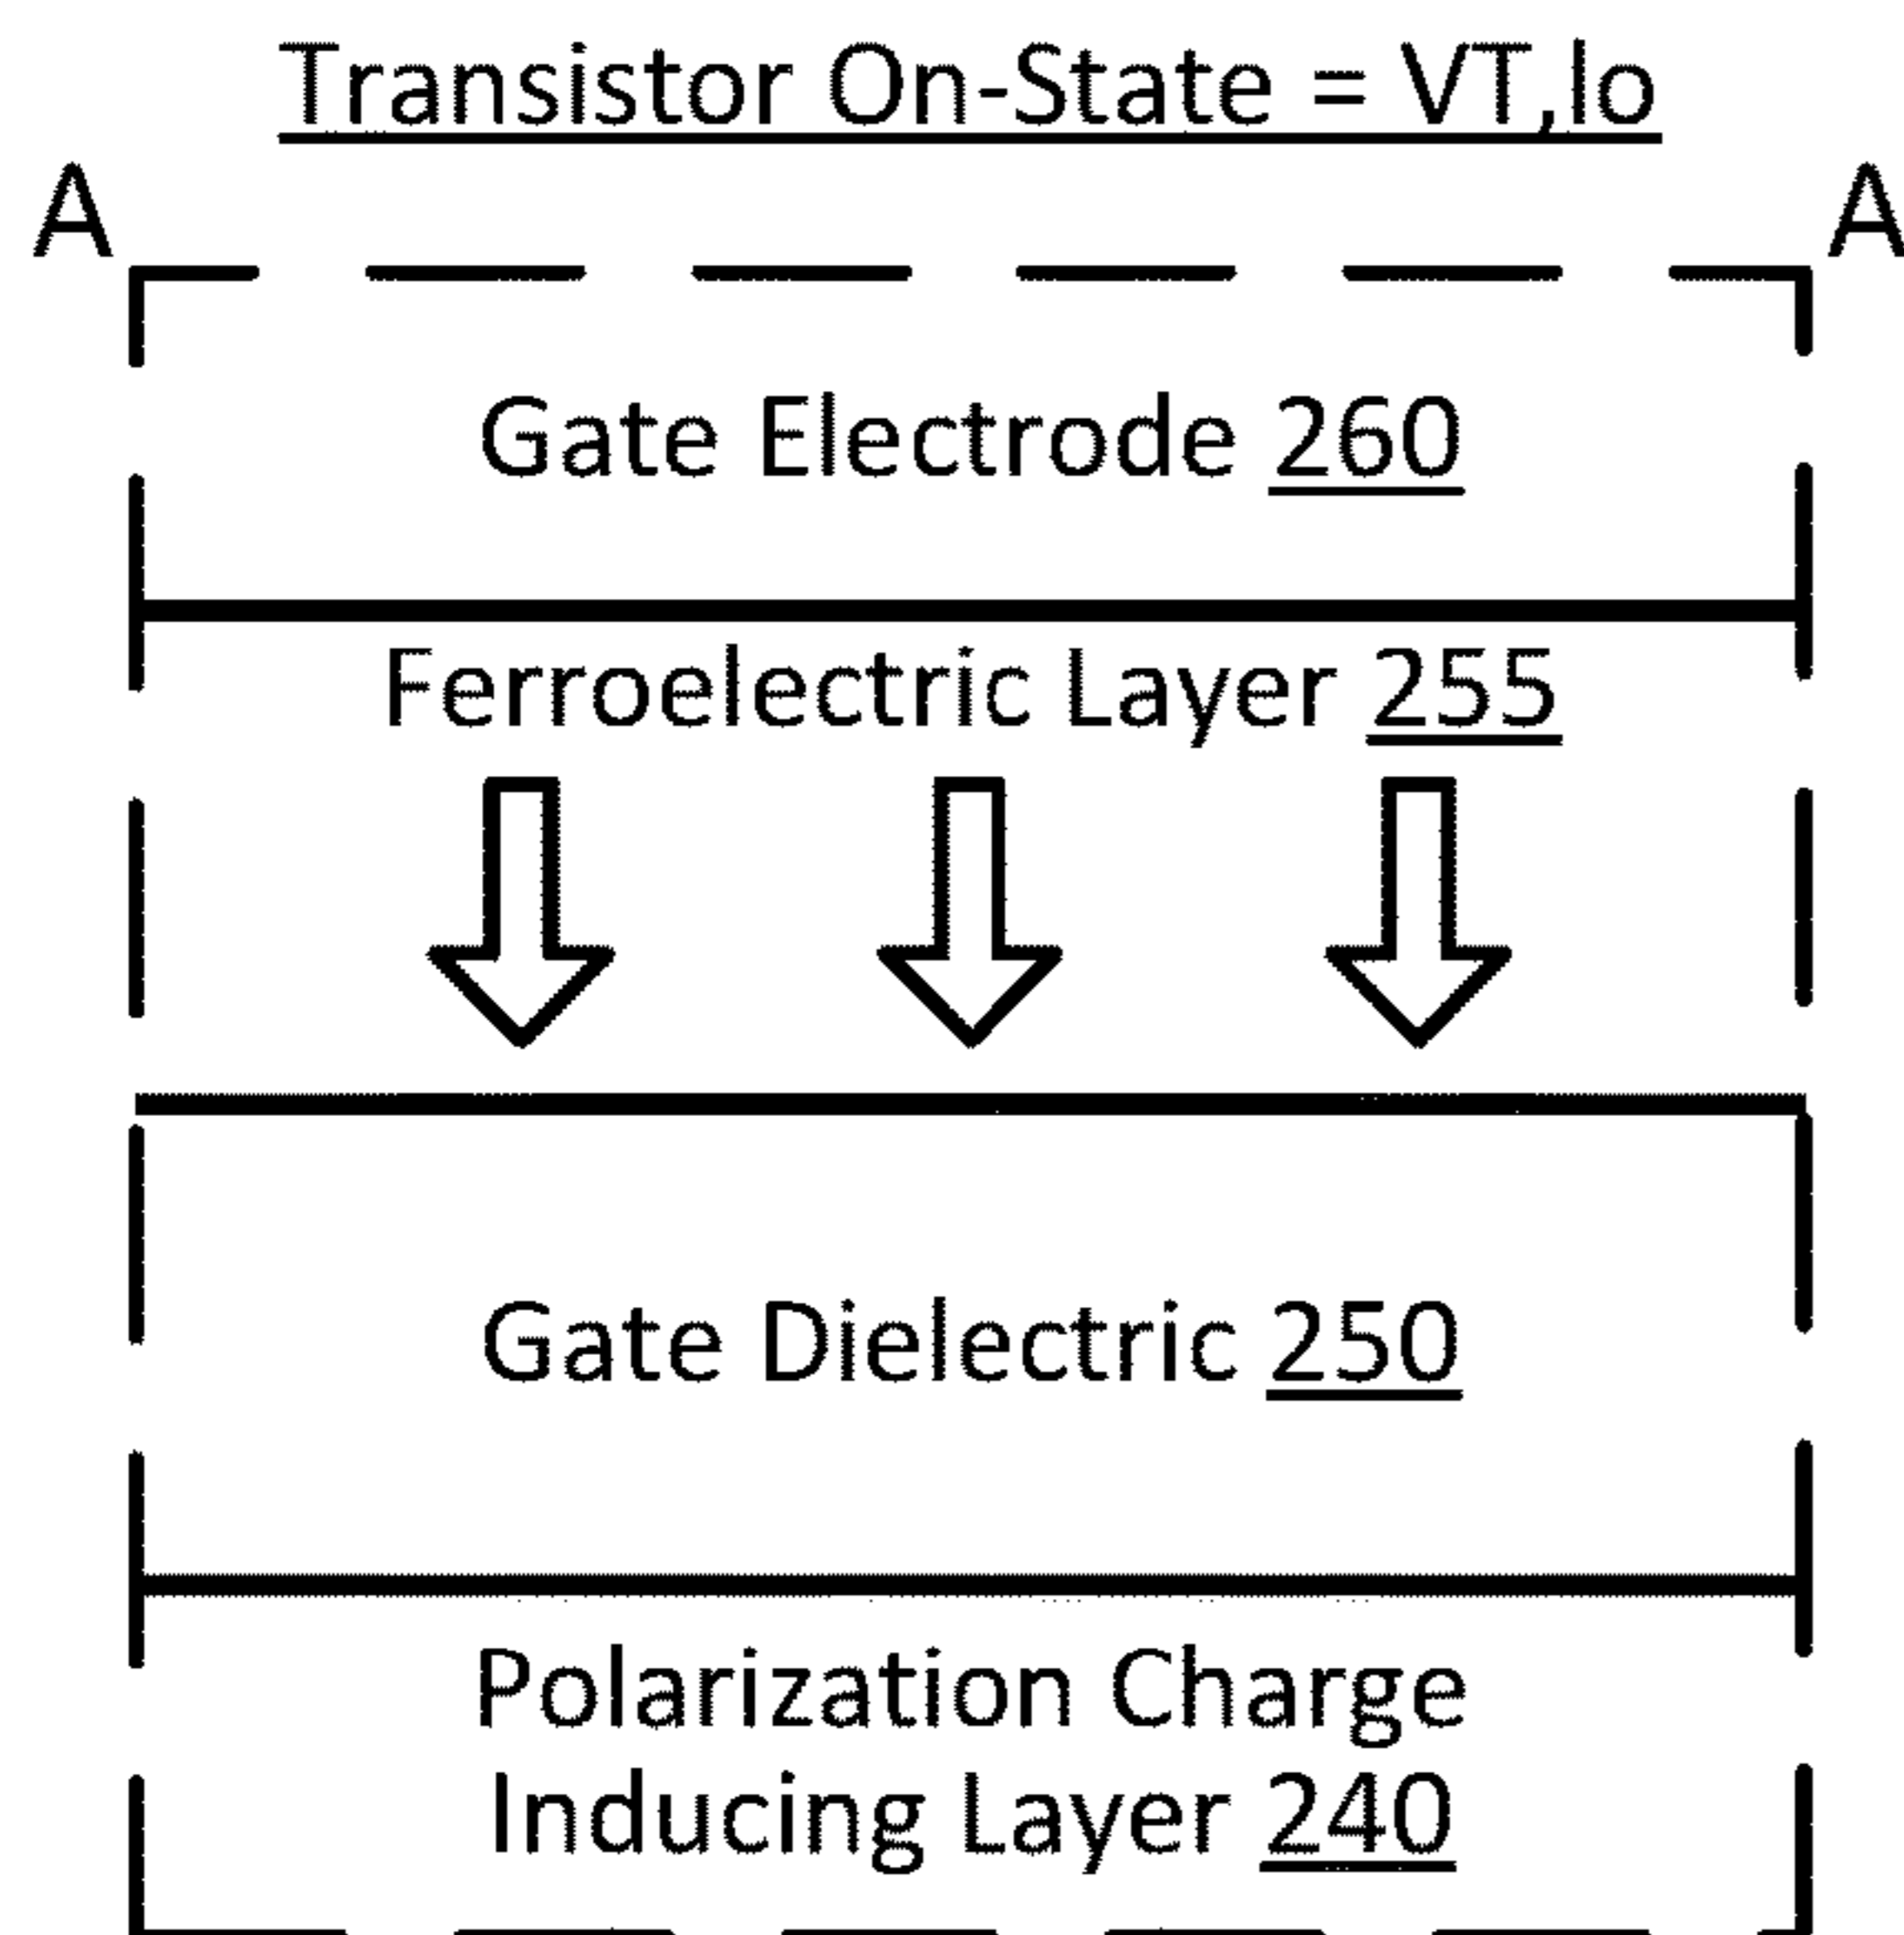 Transistor On-State = VT,lo
A
A
Gate Electrode 260
Ferroelectric Layer 255
Gate Dielectric 250
Polarization Charge
Inducing Layer 240